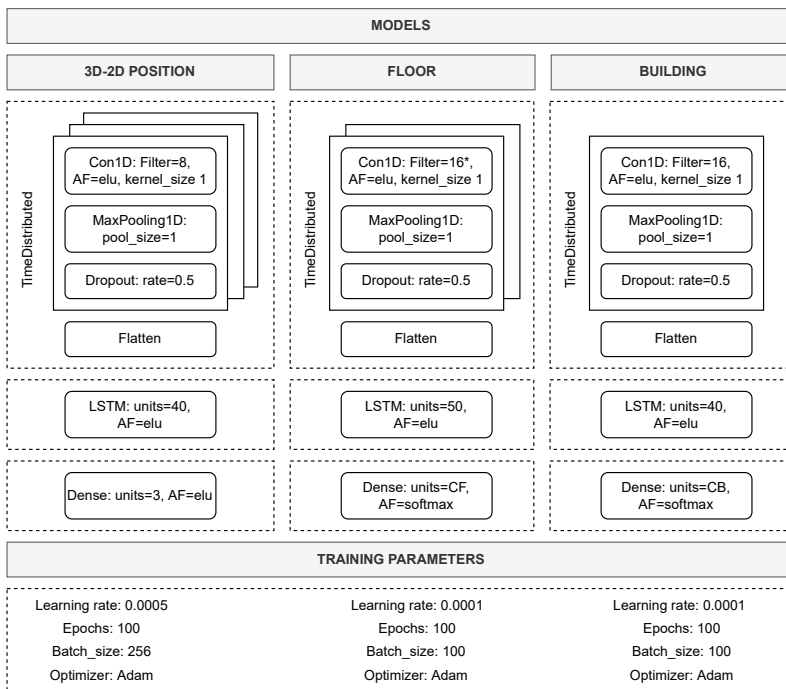 MODELS
3D-2D POSITION
FLOOR
BUILDING
TimeDistributed
Con1D: Filter=8,
AF=elu, kernel_size 1
MaxPooling1D:
pool_size=1
Dropout: rate=0.5
Flatten
LSTM: units=40,
AF=elu
Dense: units=3, AF=elu
TimeDistributed
Con1D: Filter=16*,
AF=elu, kernel_size 1
MaxPooling1D:
pool_size=1
Dropout: rate=0.5
Flatten
LSTM: units=50,
AF=elu
Dense: units=CF,
AF=softmax
TimeDistributed
Con1D: Filter=16,
AF=elu, kernel_size 1
MaxPooling1D:
pool_size=1
Dropout: rate=0.5
Flatten
LSTM: units=40,
AF=elu
Dense: units=CB,
AF=softmax
TRAINING PARAMETERS
Learning rate: 0.0005
Epochs: 100
Batch_size: 256
Optimizer: Adam
Learning rate: 0.0001
Epochs: 100
Batch_size: 100
Optimizer: Adam
Learning rate: 0.0001
Epochs: 100
Batch_size: 100
Optimizer: Adam